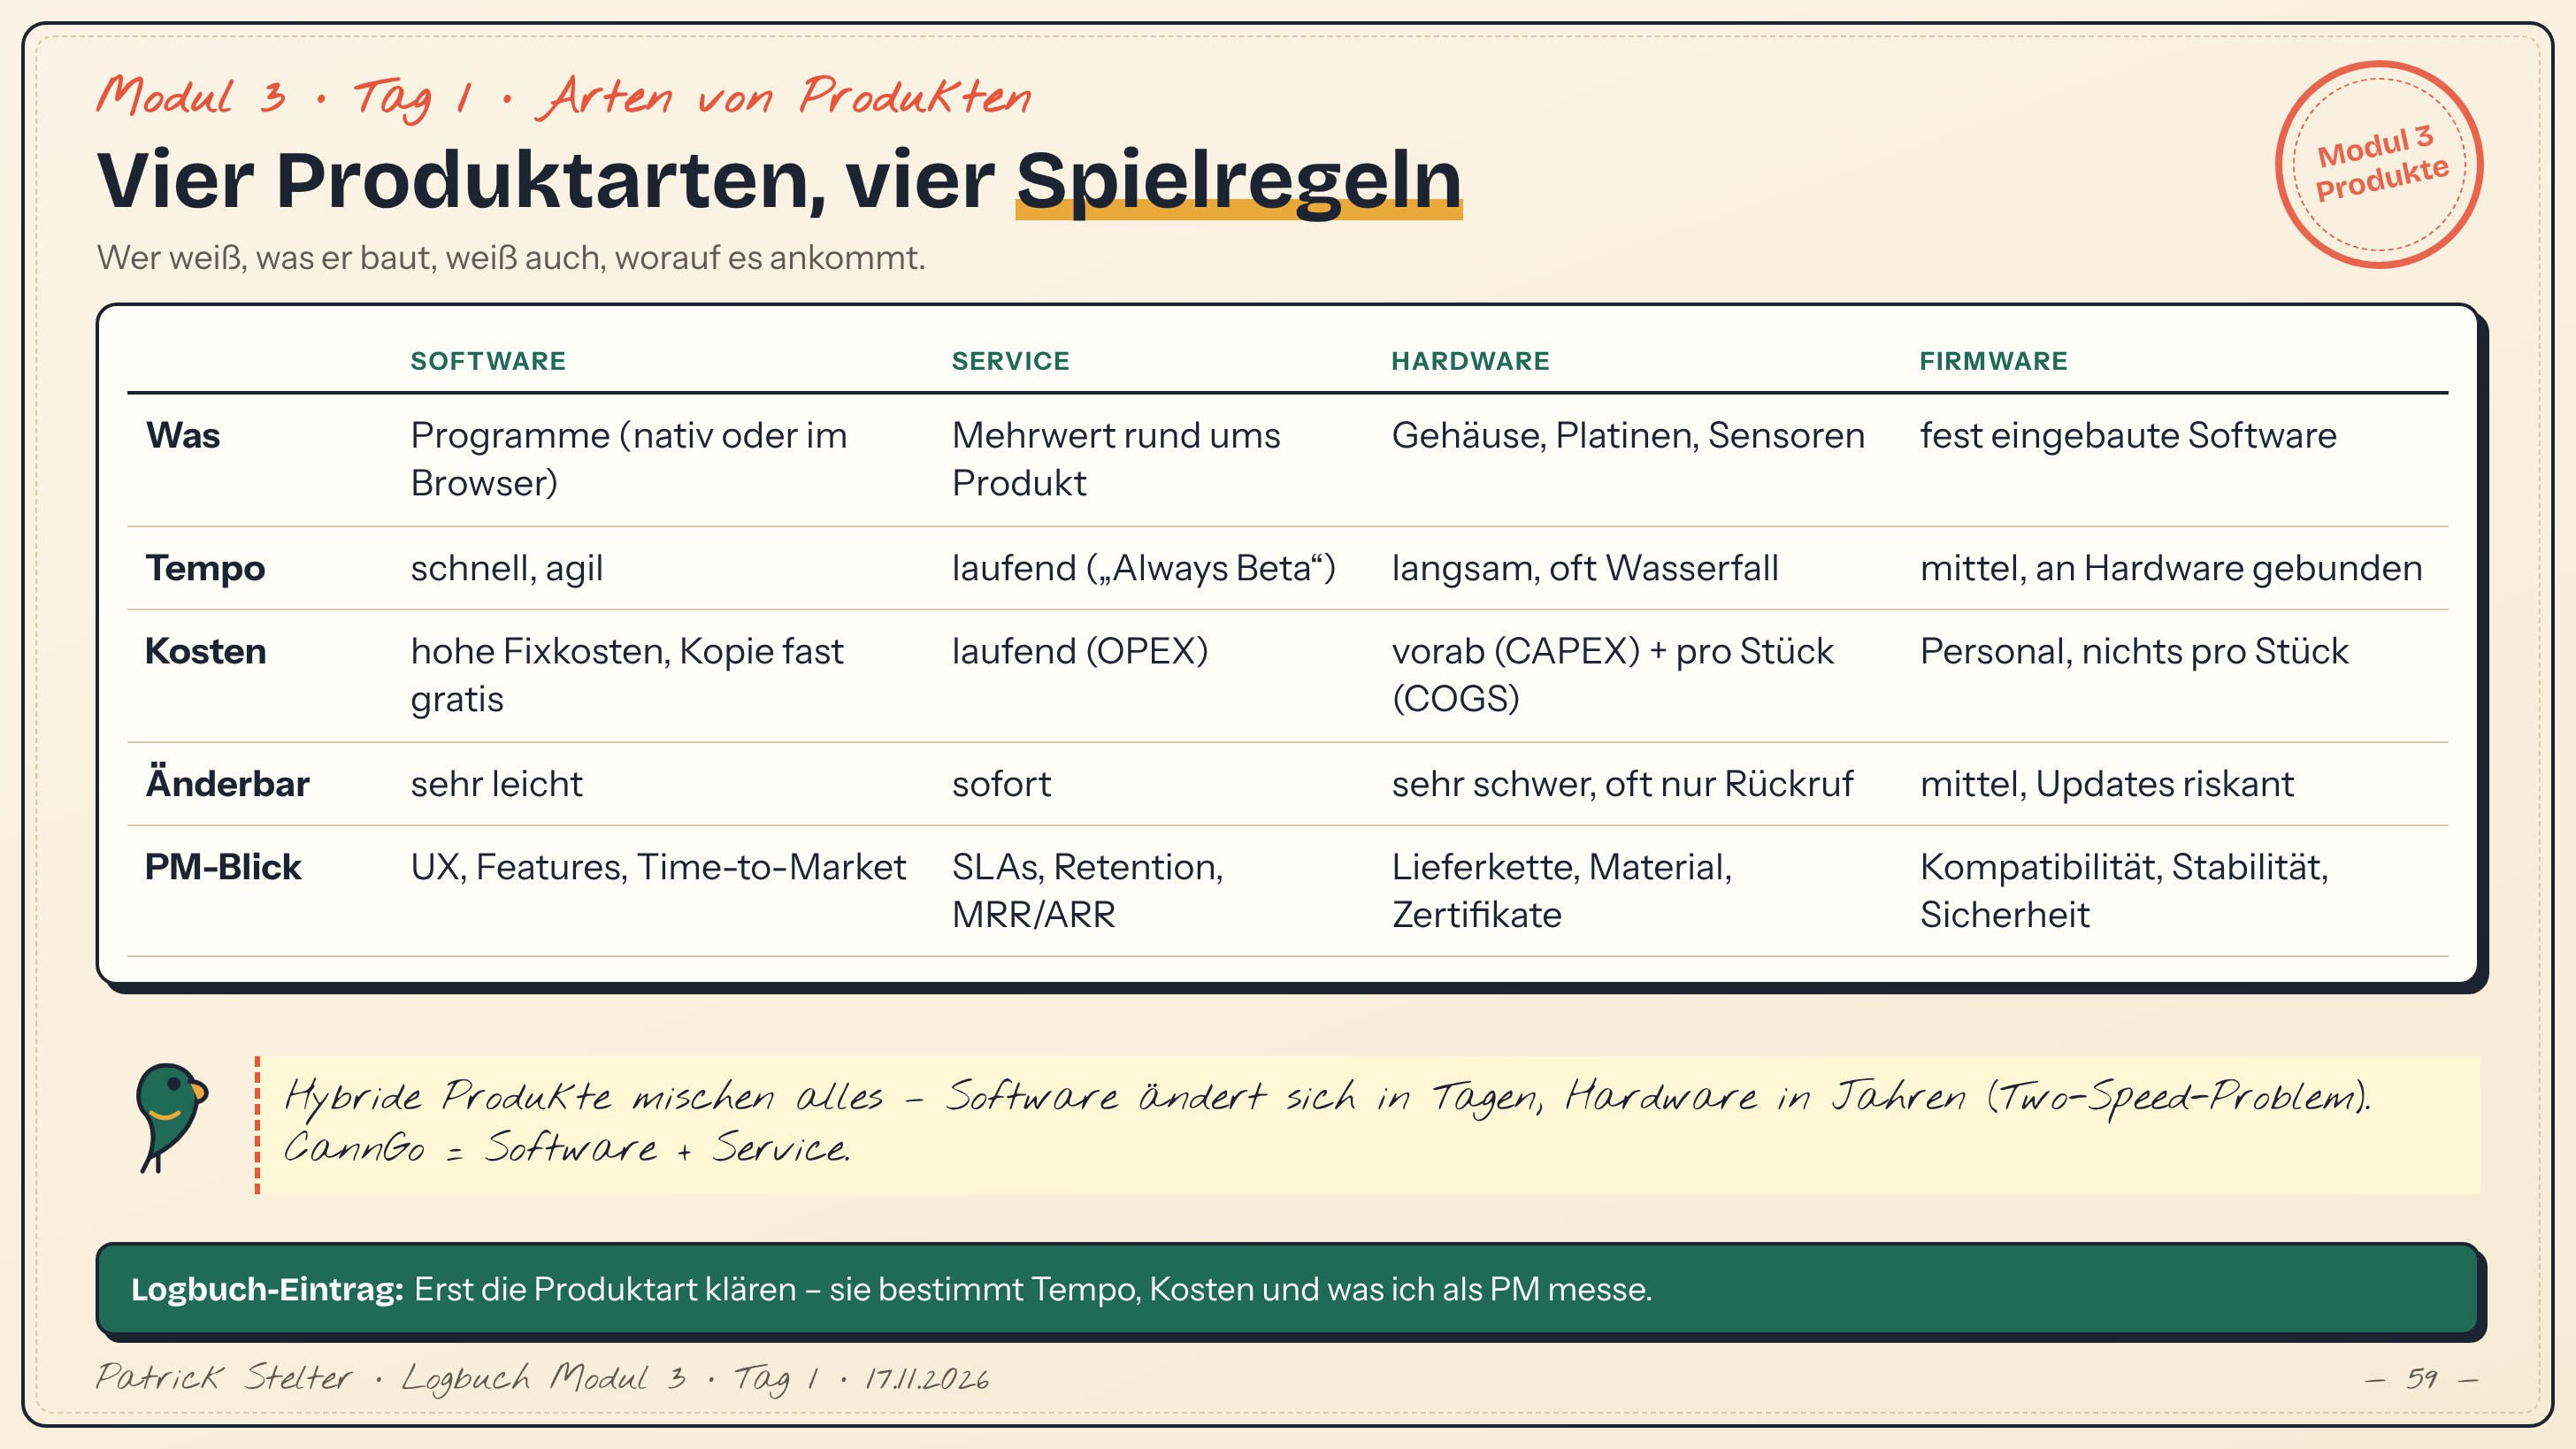 Modul 3 · Tag 1 · Arten von Produkten
Vier Produktarten, vier Spielregeln
Wer weiß, was er baut, weiß auch, worauf es ankommt.
Modul 3
Produkte
SOFTWARE SERVICE HARDWARE FIRMWARE
Was Programme (nativ oder im Mehrwert rund ums Gehäuse, Platinen, Sensoren fest eingebaute Software
Browser) Produkt
Tempo schnell, agil laufend („Always Beta“) langsam, oft Wasserfall mittel, an Hardware gebunden
Kosten hohe Fixkosten, Kopie fast laufend (OPEX) vorab (CAPEX) + pro Stück Personal, nichts pro Stück
gratis (COGS)
Änderbar sehr leicht sofort sehr schwer, oft nur Rückruf mittel, Updates riskant
PM-Blick UX, Features, Time-to-Market SLAs, Retention, Lieferkette, Material, Kompatibilität, Stabilität,
MRR/ARR Zertifikate Sicherheit
Hybride Produkte mischen alles – Software ändert sich in Tagen, Hardware in Jahren (Two-Speed-Problem).
CannGo = Software + Service.
Logbuch-Eintrag: Erst die Produktart klären – sie bestimmt Tempo, Kosten und was ich als PM messe.
Patrick Stelter · Logbuch Modul 3 · Tag 1 · 17.11.2026
– 59 –